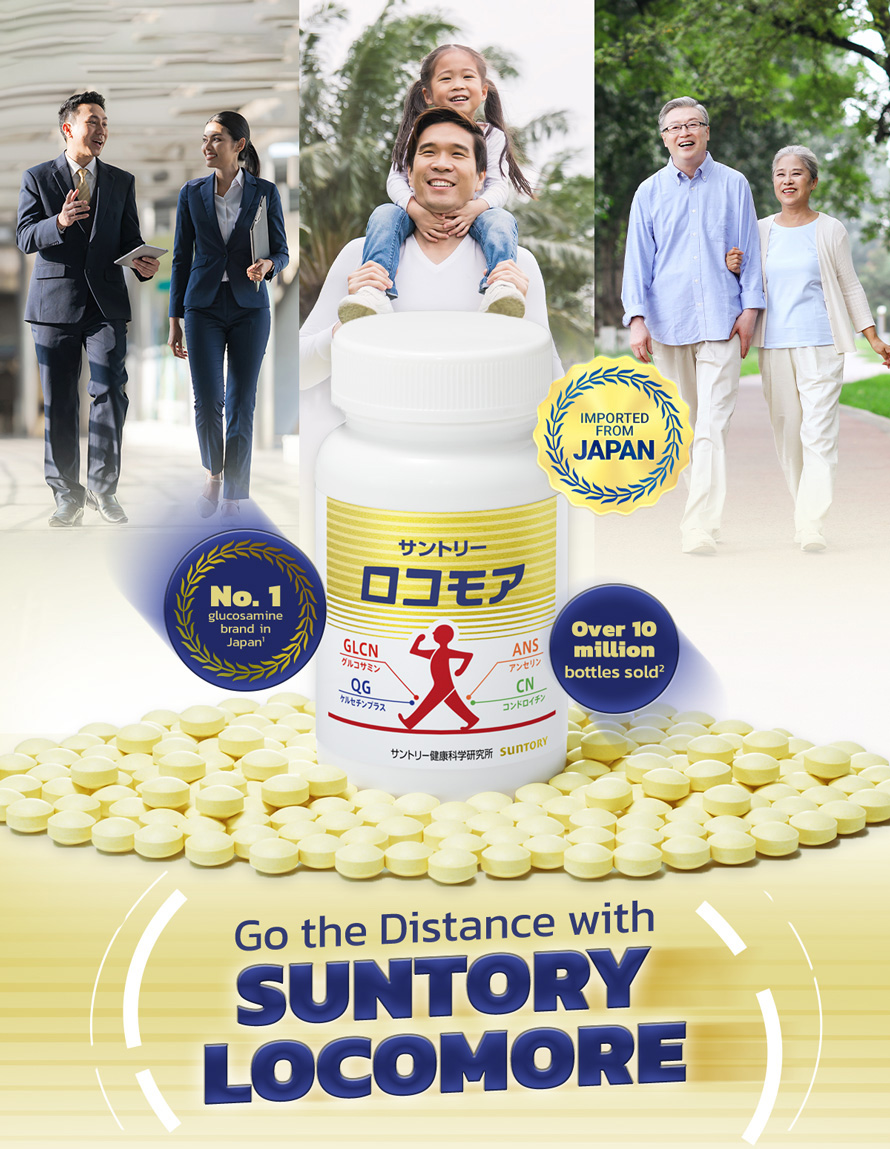 IMPORTED
FROM
JAPAN
サントリー
ロコモア
No. 1
glucosamine
brand in
Japan¹
GLCN
グルコサミン
QG
ケルセチンプラス
ANS
アンセリン
CN
コンドロイチン
Over 10
million
bottles sold²
サントリー健康科学研究所 SUNTORY
Go the Distance with
SUNTORY
LOCOMORE